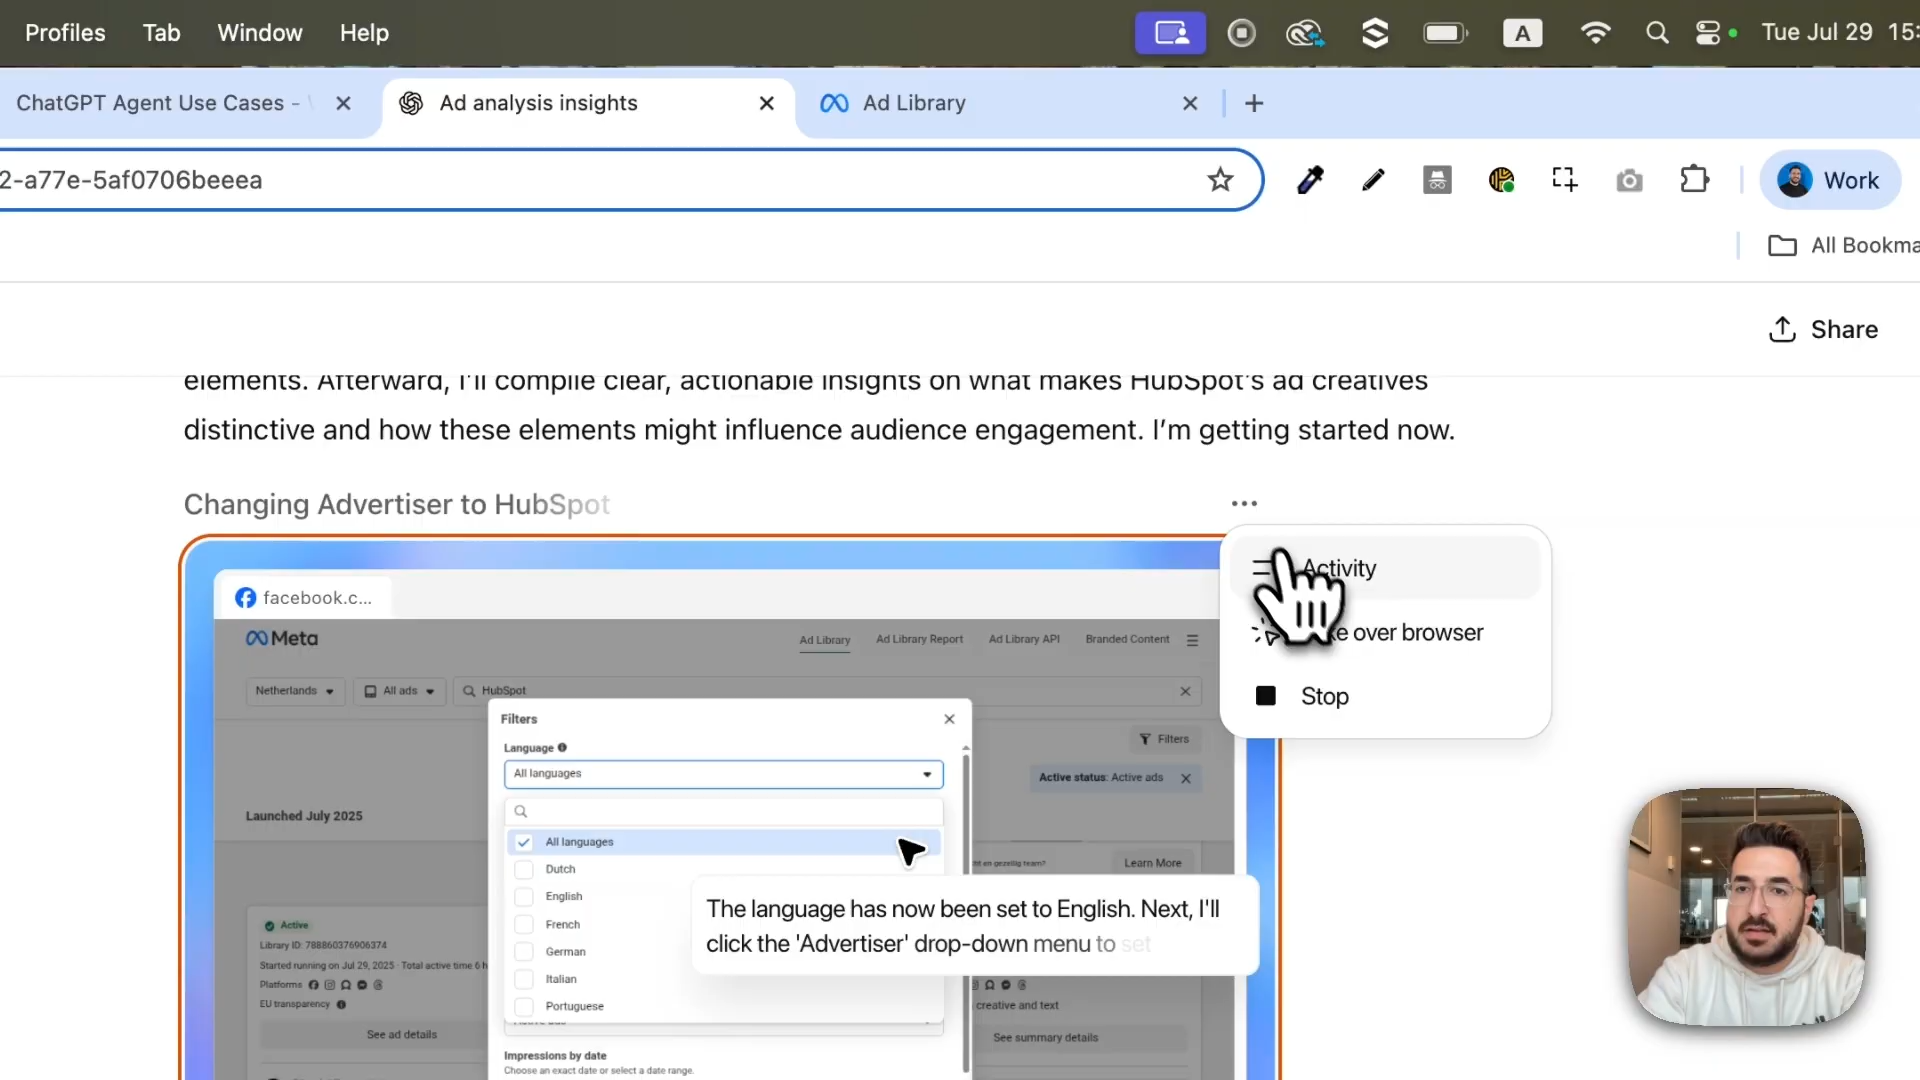 Profiles Tab Window Help A Tue Jul 29 15:
ChatGPT Agent Use Cases -
Ad analysis insights
Ad Library
2-a77e-5af0706beeea
Work
All Bookma
Share
elements. Afterward, I'll compile clear, actionable insights on what makes HubSpot's ad creatives
distinctive and how these elements might influence audience engagement. I'm getting started now.
Changing Advertiser to HubSpot
Activity
ke over browser
Stop
facebook.c...
Meta
Ad Library Ad Library Report Ad Library API Branded Content
Netherlands All ads HubSpot
Filters
Filters
Language
All languages
Active status: Active ads
Launched July 2025
All languages
Dutch
English
French
German
Italian
Portuguese
The language has now been set to English. Next, I'll
click the 'Advertiser' drop-down menu to set
ht en gezellig team?
Learn More
Active
Library ID: 788860376906374
Started running on Jul 29, 2025 · Total active time 6 h
Platforms
EU transparency
See ad details
creative and text
See summary details
Impressions by date
Choose an exact date or select a date range.